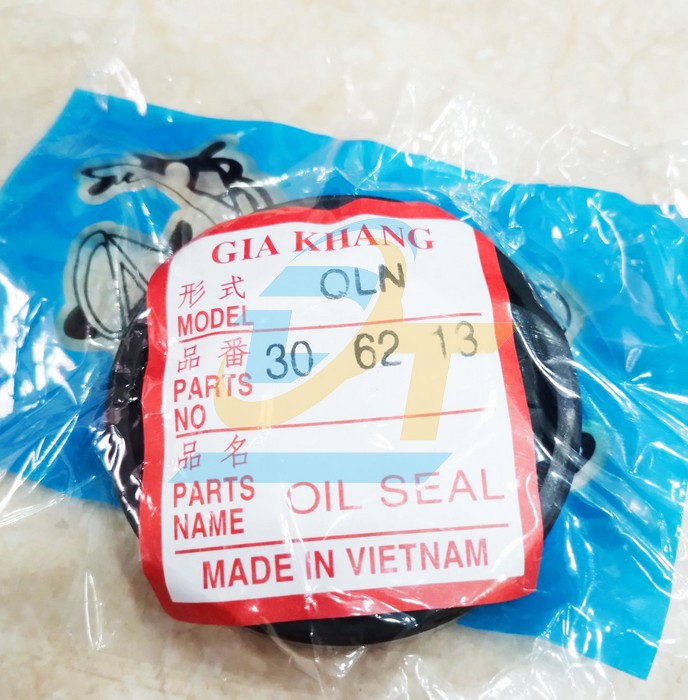 GIA KHANG
形式 QLN
MODEL
品番 30 62 13
PARTS
NO
品名
PARTS OIL SEAL
NAME
MADE IN VIETNAM